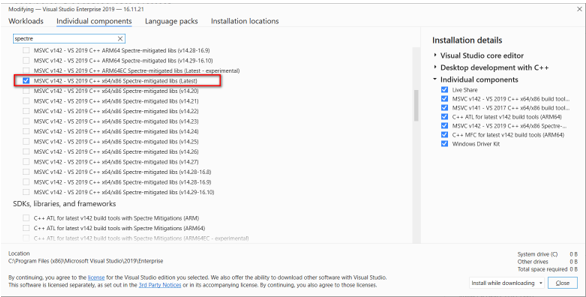 Modifying — Visual Studio Enterprise 2019 — 16.11.21
Workloads
Individual components
Language packs
Installation locations
spectre
MSVC v142 - VS 2019 C++ ARM64 Spectre-mitigated libs (v14.28-16.9)
MSVC v142 - VS 2019 C++ ARM64 Spectre-mitigated libs (v14.29-16.10)
MSVC v142 - VS 2019 C++ ARM64EC Spectre-mitigated libs (Latest - experimental)
MSVC v142 - VS 2019 C++ x64/x86 Spectre-mitigated libs (Latest)
MSVC v142 - VS 2019 C++ x64/x86 Spectre-mitigated libs (v14.20)
MSVC v142 - VS 2019 C++ x64/x86 Spectre-mitigated libs (v14.21)
MSVC v142 - VS 2019 C++ x64/x86 Spectre-mitigated libs (v14.22)
MSVC v142 - VS 2019 C++ x64/x86 Spectre-mitigated libs (v14.23)
MSVC v142 - VS 2019 C++ x64/x86 Spectre-mitigated libs (v14.24)
MSVC v142 - VS 2019 C++ x64/x86 Spectre-mitigated libs (v14.25)
MSVC v142 - VS 2019 C++ x64/x86 Spectre-mitigated libs (v14.26)
MSVC v142 - VS 2019 C++ x64/x86 Spectre-mitigated libs (v14.27)
MSVC v142 - VS 2019 C++ x64/x86 Spectre-mitigated libs (v14.28-16.8)
MSVC v142 - VS 2019 C++ x64/x86 Spectre-mitigated libs (v14.28-16.9)
MSVC v142 - VS 2019 C++ x64/x86 Spectre-mitigated libs (v14.29-16.10)
SDKs, libraries, and frameworks
C++ ATL for latest v142 build tools with Spectre Mitigations (ARM)
C++ ATL for latest v142 build tools with Spectre Mitigations (ARM64)
C++ ATL for latest v142 build tools with Spectre Mitigations (ARM64EC - experimental)
Installation details
Visual Studio core editor
Desktop development with C++
Individual components
Live Share
MSVC v142 - VS 2019 C++ x64/x86 build tool...
MSVC v141 - VS 2017 C++ x64/x86 build tool...
C++ ATL for latest v142 build tools (ARM64)
MSVC v142 - VS 2019 C++ x64/x86 Spectre-...
C++ MFC for latest v142 build tools (ARM64)
Windows Driver Kit
Location
C:\Program Files (x86)\Microsoft Visual Studio\2019\Enterprise
System drive (C:) 0 B
Other drives 0 B
Total space required 0 B
By continuing, you agree to the license for the Visual Studio edition you selected. We also offer the ability to download other software with Visual Studio.
This software is licensed separately, as set out in the 3rd Party Notices or in its accompanying license. By continuing, you also agree to those licenses.
Install while downloading
Close